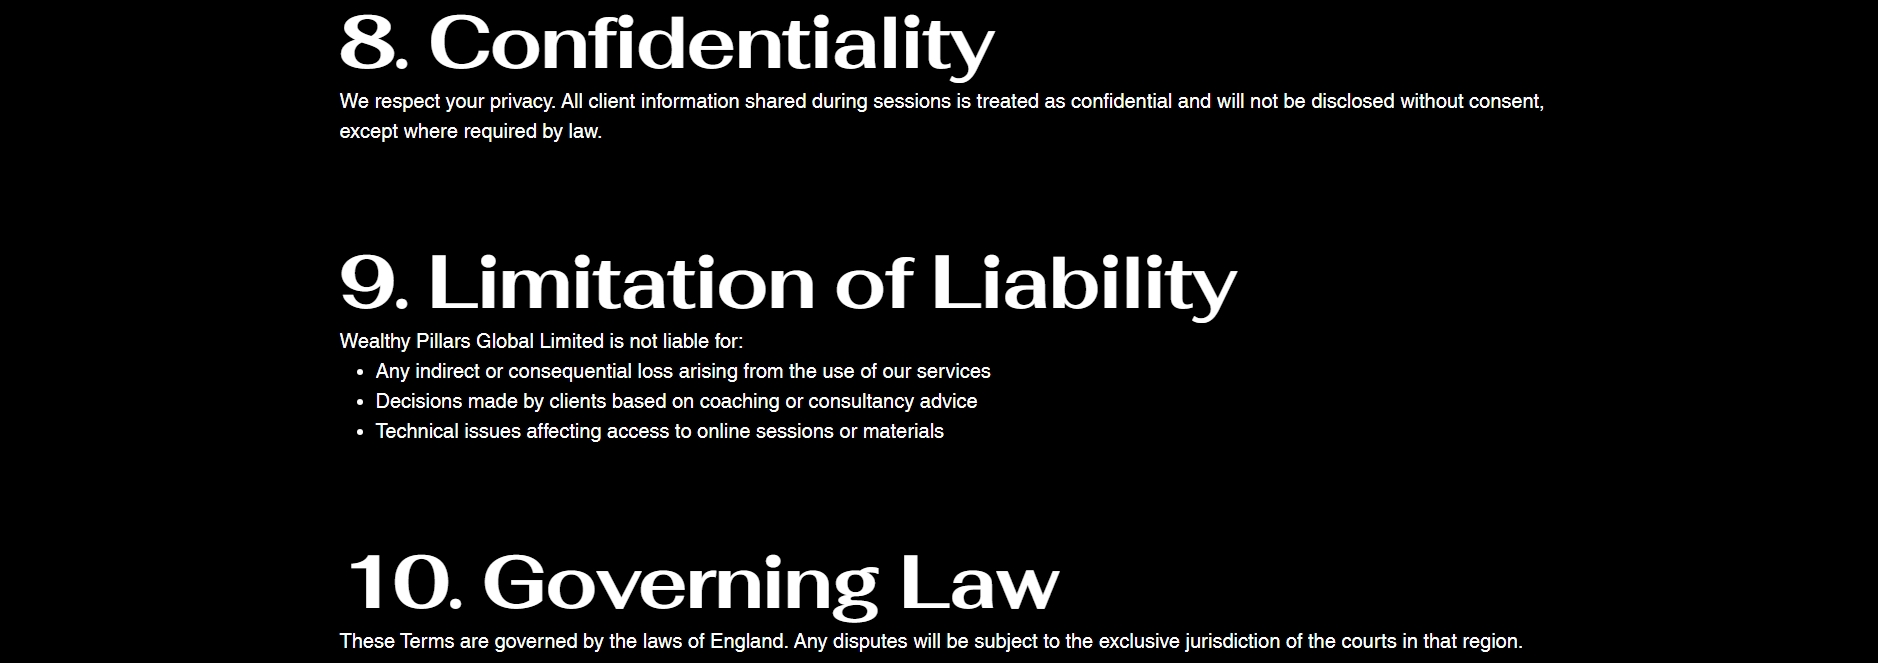 8. Confidentiality
We respect your privacy. All client information shared during sessions is treated as confidential and will not be disclosed without consent,
except where required by law.
9. Limitation of Liability
Wealthy Pillars Global Limited is not liable for:
• Any indirect or consequential loss arising from the use of our services
• Decisions made by clients based on coaching or consultancy advice
• Technical issues affecting access to online sessions or materials
10. Governing Law
These Terms are governed by the laws of England. Any disputes will be subject to the exclusive jurisdiction of the courts in that region.